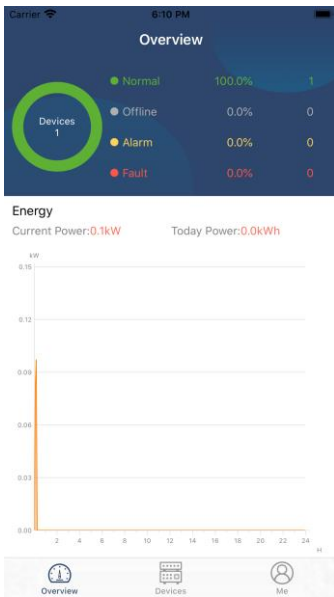 Carrier 6:10 PM
Overview
Normal 100.0% 1
Offline 0.0% 0
Devices
1
Alarm 0.0% 0
Fault 0.0% 0
Energy
Current Power:0.1kW Today Power:0.0kWh
kW
0.15
0.12
0.09
0.06
0.03
0.00
2 4 6 8 10 12 14 16 18 20 22 24
H
Overview Devices Me